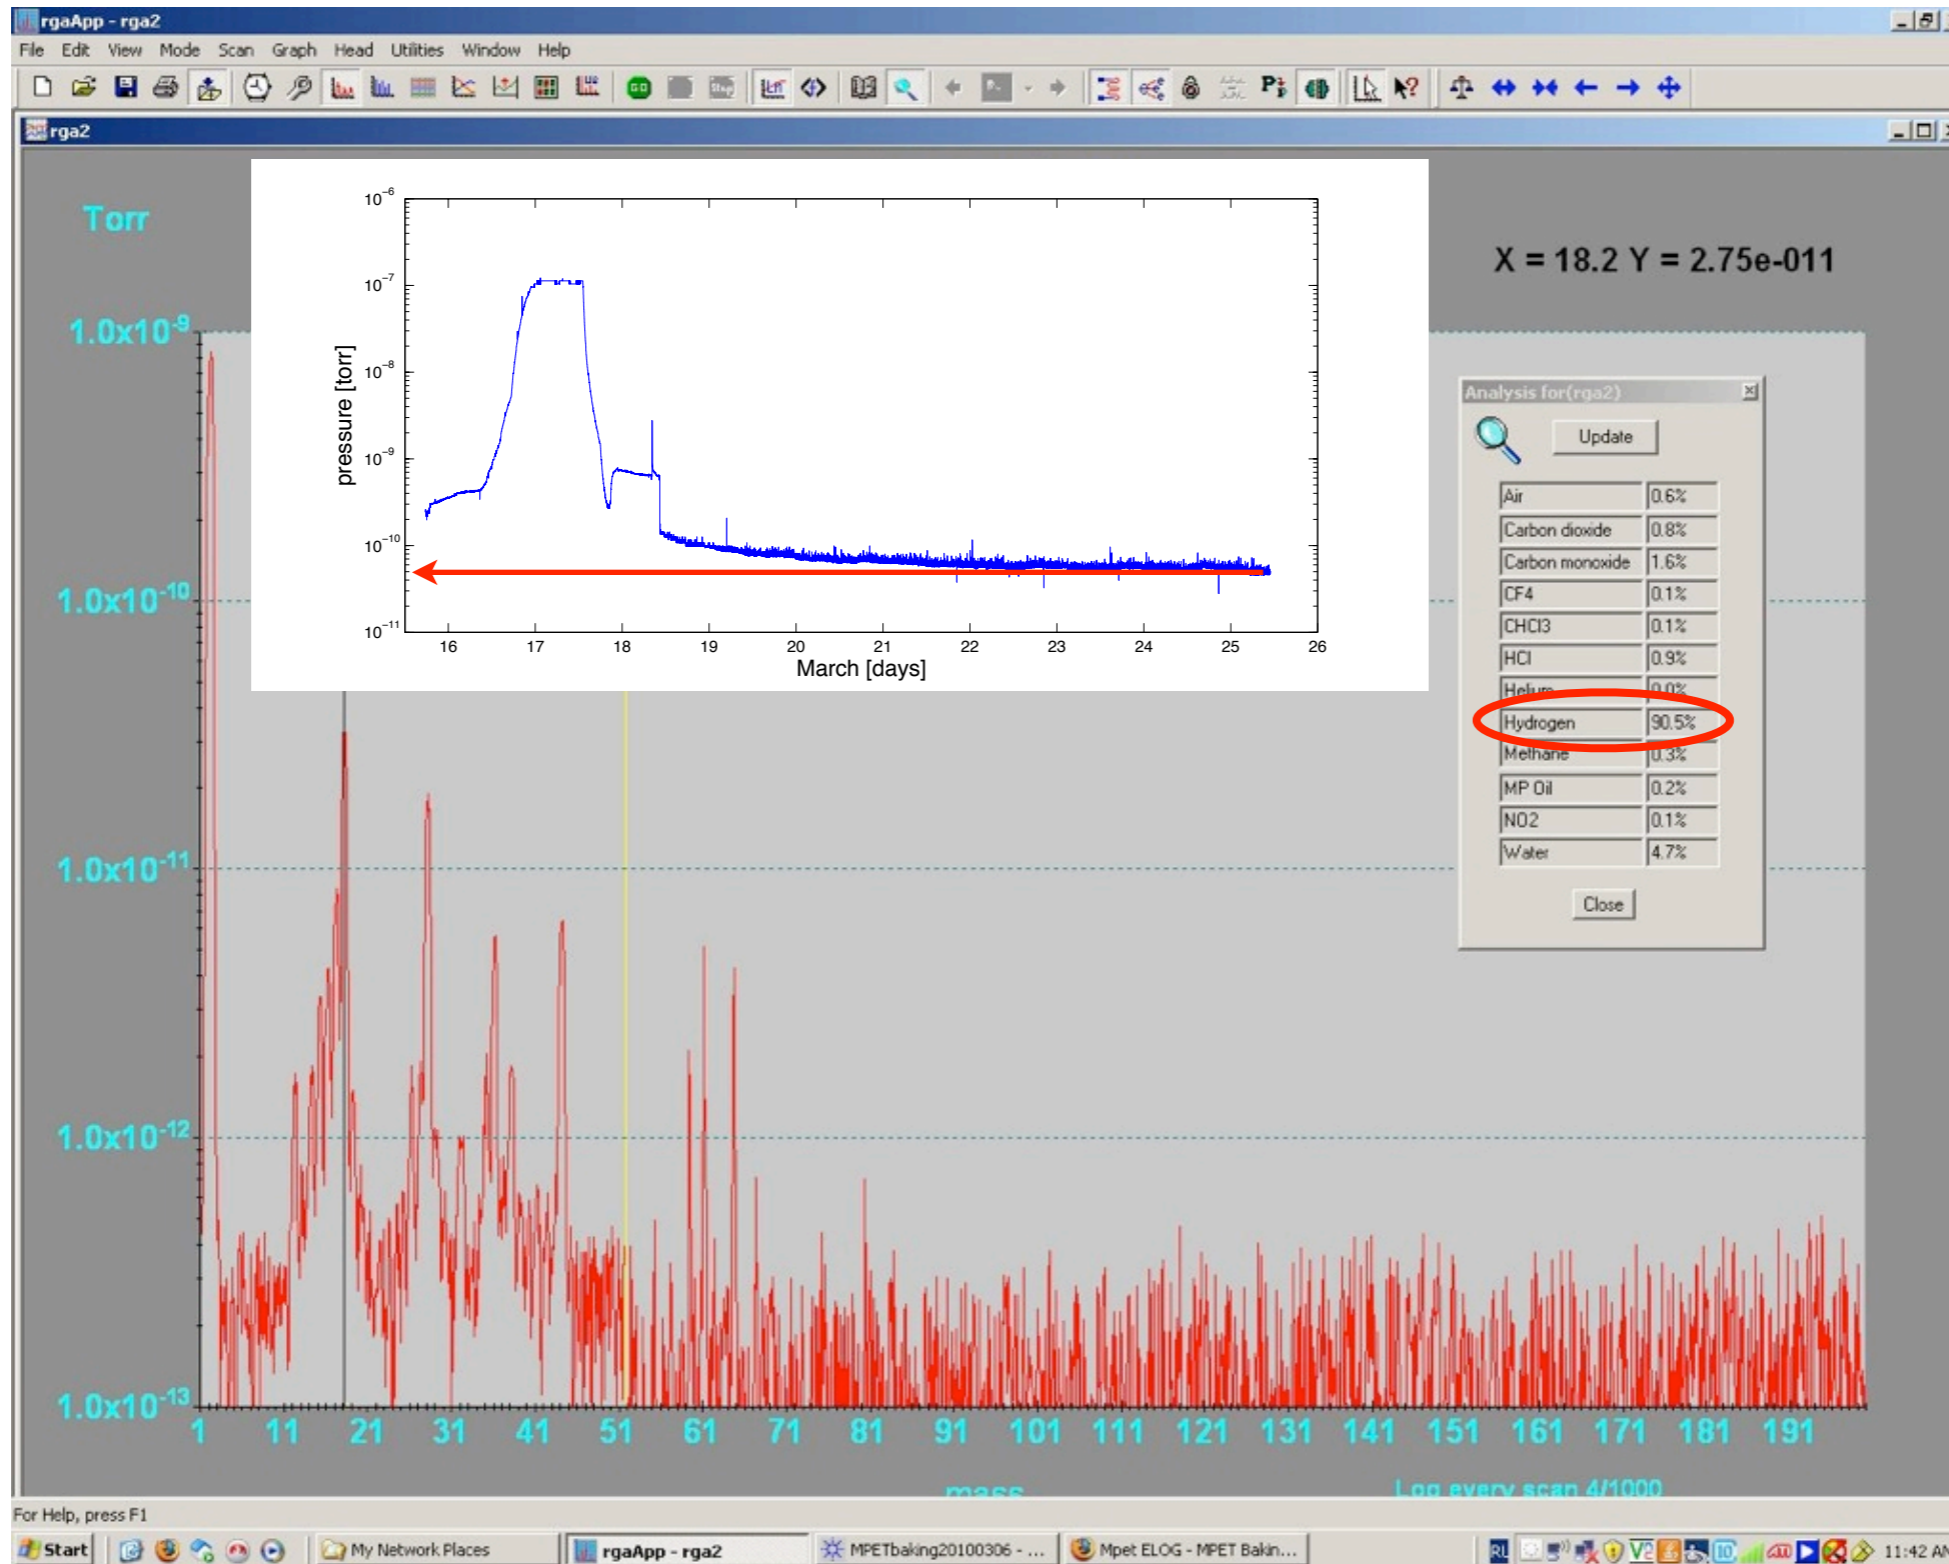 rgaApp - rga2
File Edit View Mode Scan Graph Head Utilities Window Help
rga2
Torr
X = 18.2 Y = 2.75e-011
1.0x10-9
1.0x10-10
1.0x10-11
1.0x10-12
1.0x10-13
1 11 21 31 41 51 61 71 81 91 101 111 121 131 141 151 161 171 181 191
mass
Log every scan 4/1000
pressure [torr]
10-6
10-7
10-8
10-9
10-10
10-11
16 17 18 19 20 21 22 23 24 25 26
March [days]
Analysis for(rga2)
Update
Air 0.6%
Carbon dioxide 0.8%
Carbon monoxide 1.6%
CF4 0.1%
CHCl3 0.1%
HCl 0.9%
Helium 0.0%
Hydrogen 90.5%
Methane 0.3%
MP Oil 0.2%
NO2 0.1%
Water 4.7%
Close
For Help, press F1
Start
My Network Places
rgaApp - rga2
MPETbaking20100306 - ...
Mpet ELOG - MPET Bakin...
RL
11:42 AM